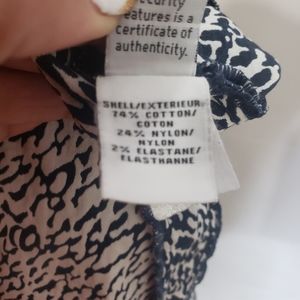 security
features is a
certificate of
authenticity.
SHELL/EXTERIEUR
74% COTTON/
COTON
24% NYLON/
NYLON
2% ELASTANE/
ELASTHANNE